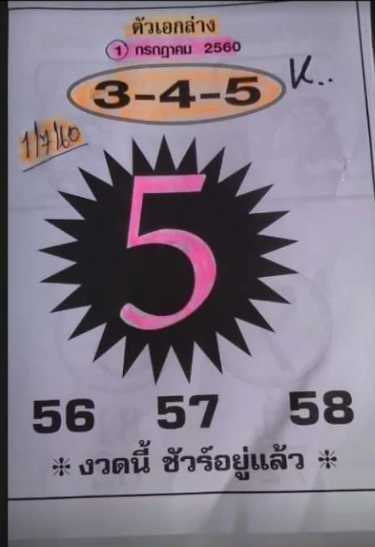 ตัวเอกล่าง
1 กรกฎาคม 2560
3-4-5 K..
1/7/60
5
56 57 58
❊ งวดนี้ ชัวร์อยู่แล้ว ❊